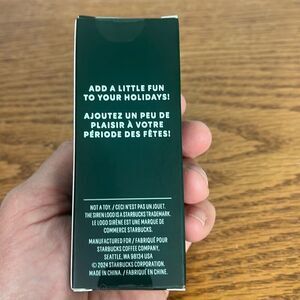 ADD A LITTLE FUN
TO YOUR HOLIDAYS!
AJOUTEZ UN PEU DE
PLAISIR À VOTRE
PÉRIODE DES FÊTES!
NOT A TOY. / CECI N'EST PAS UN JOUET.
THE SIREN LOGO IS A STARBUCKS TRADEMARK.
LE LOGO SIRÈNE EST UNE MARQUE DE
COMMERCE STARBUCKS.
MANUFACTURED FOR / FABRIQUÉ POUR
STARBUCKS COFFEE COMPANY,
SEATTLE, WA 98134 USA
© 2024 STARBUCKS CORPORATION.
MADE IN CHINA. / FABRIQUÉ EN CHINE.